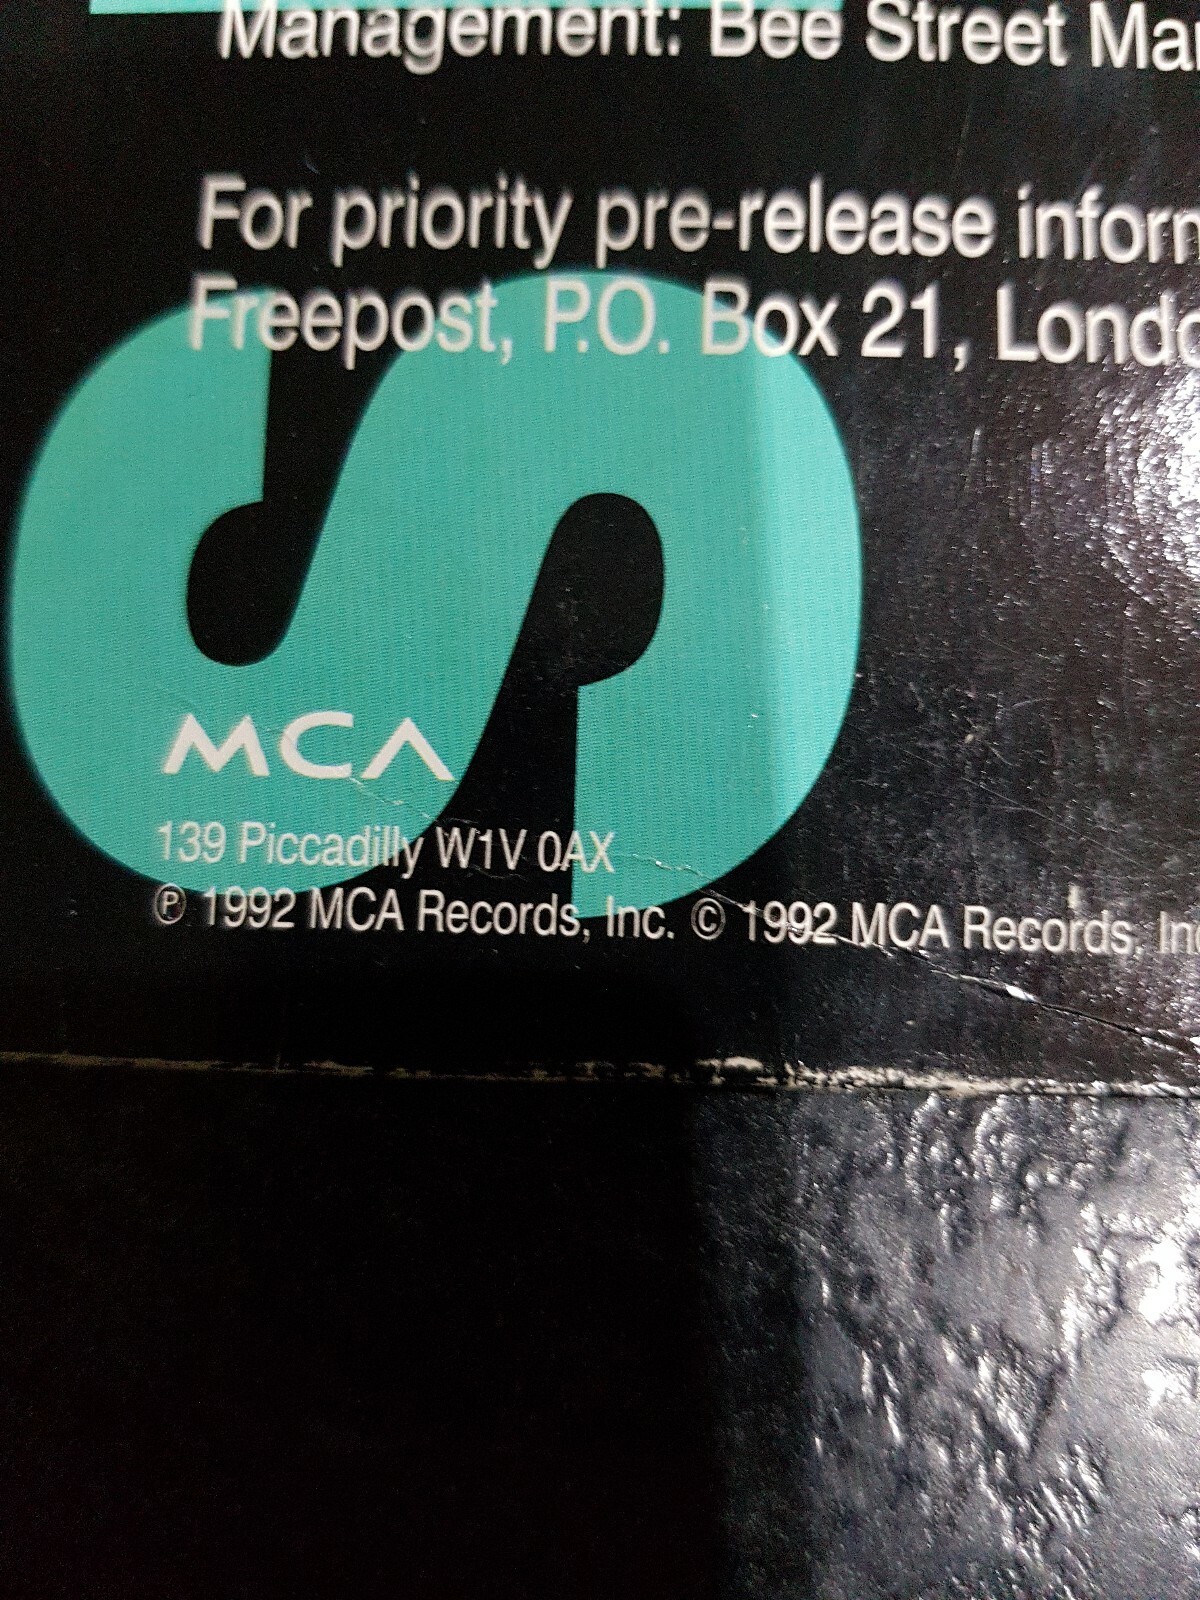 Management: Bee Street
For priority pre-release
Freepost, P.O. Box 21,
S
MCA
139 Piccadilly W1V 0AX
℗ 1992 MCA Records, Inc. © 1992 MCA Records,